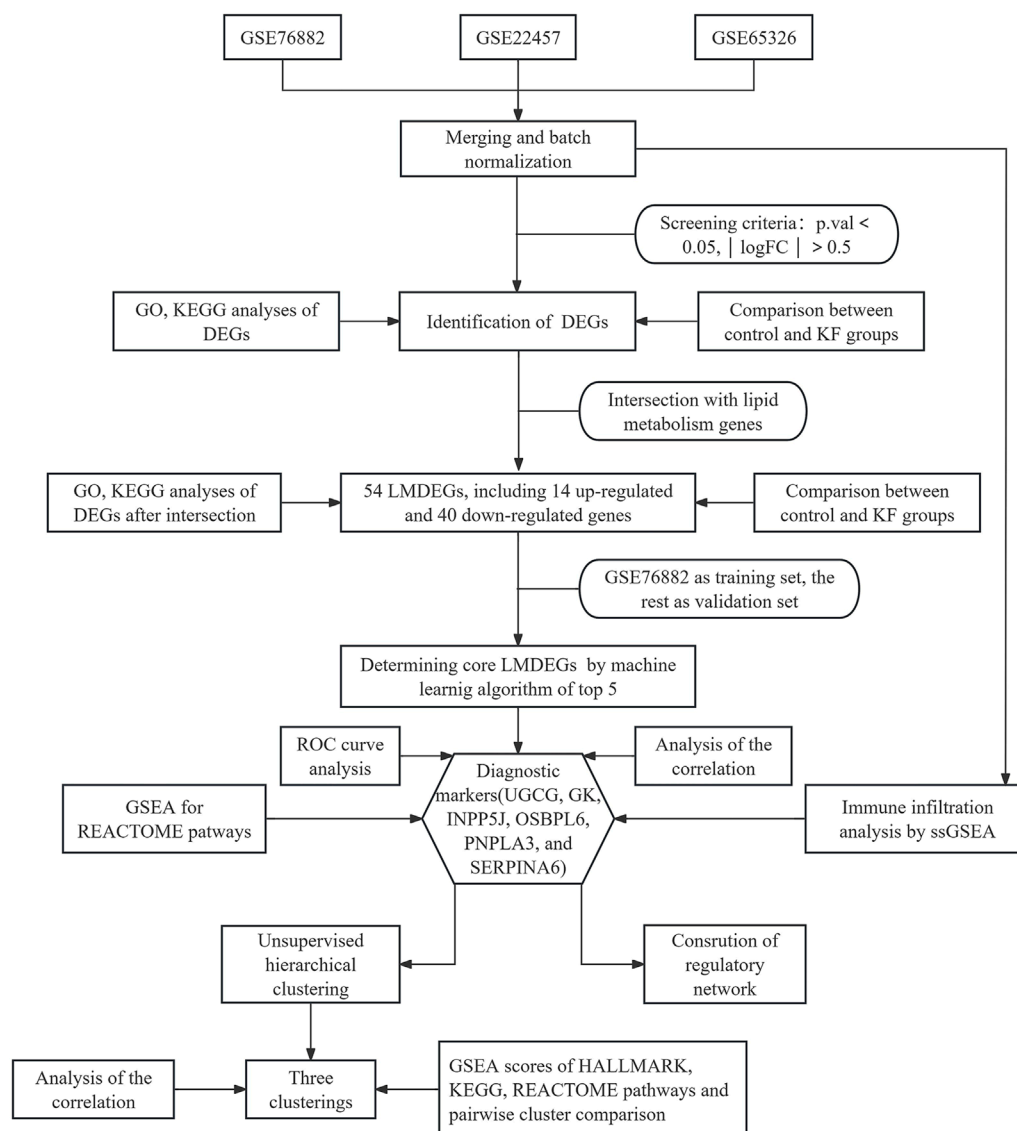 GSE76882
GSE22457
GSE65326
Merging and batch
normalization
Screening criteria：p.val <
0.05, | logFC | > 0.5
GO, KEGG analyses of
DEGs
Identification of DEGs
Comparison between
control and KF groups
Intersection with lipid
metabolism genes
GO, KEGG analyses of
DEGs after intersection
54 LMDEGs, including 14 up-regulated
and 40 down-regulated genes
Comparison between
control and KF groups
GSE76882 as training set, the
rest as validation set
Determining core LMDEGs by machine
learnig algorithm of top 5
ROC curve
analysis
Analysis of the
correlation
Diagnostic
markers(UGCG, GK,
INPP5J, OSBPL6,
PNPLA3, and
SERPINA6)
GSEA for
REACTOME patways
Immune infiltration
analysis by ssGSEA
Unsupervised
hierarchical
clustering
Consrution of
regulatory
network
Analysis of the
correlation
Three
clusterings
GSEA scores of HALLMARK,
KEGG, REACTOME pathways and
pairwise cluster comparison